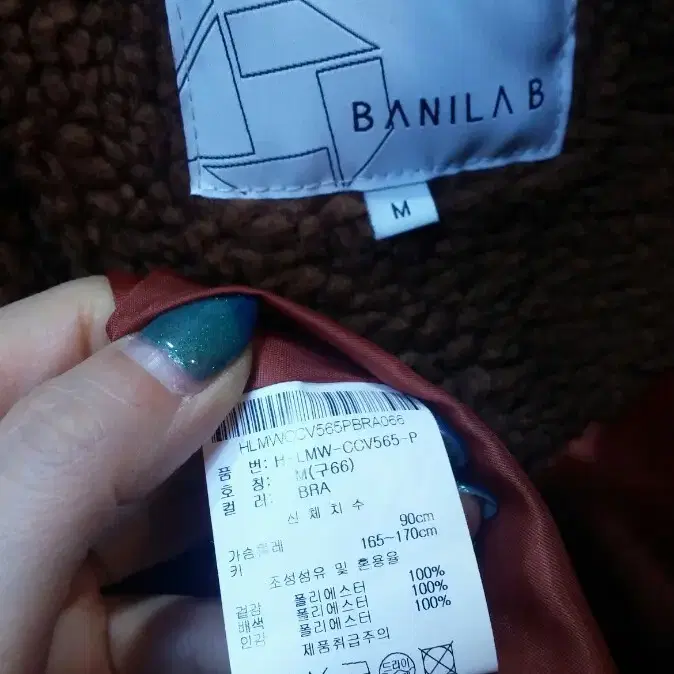 BANILA B
M
HLMWCCV565PBRA066
품 번: H-LMW-CCV565-P
호 칭: M(구66)
컬 러: BRA
신 체 치 수
가슴둘레 90cm
키 165~170cm
조성섬유 및 혼용율
겉감 폴리에스터 100%
배색 폴리에스터 100%
안감 폴리에스터 100%
제품취급주의
드라이